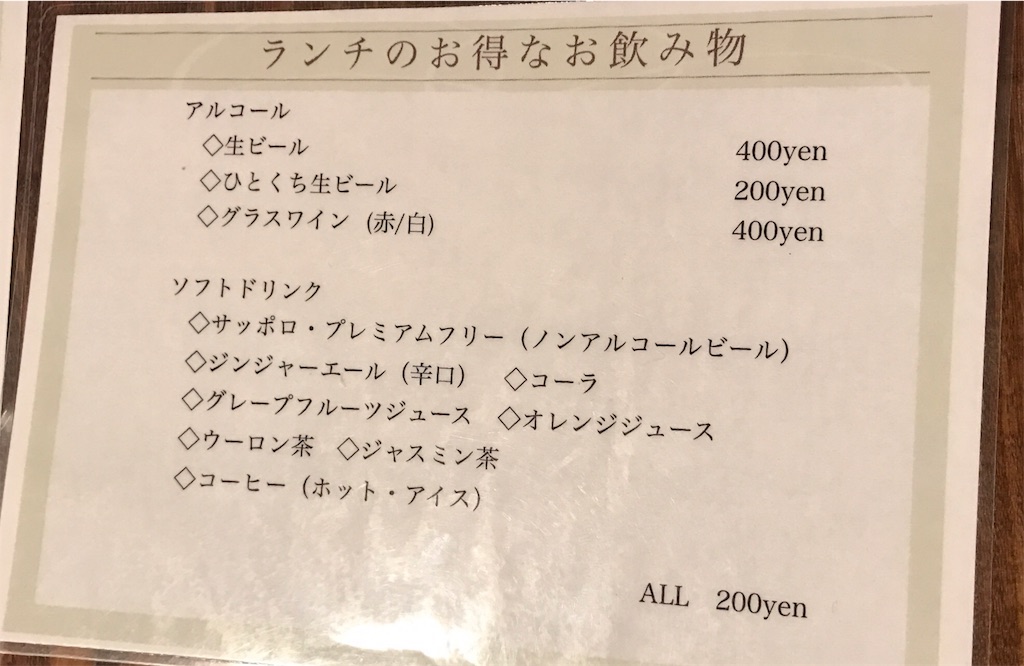 ランチのお得なお飲み物
アルコール
◇生ビール 400yen
◇ひとくち生ビール 200yen
◇グラスワイン (赤/白) 400yen
ソフトドリンク
◇サッポロ・プレミアムフリー（ノンアルコールビール）
◇ジンジャーエール（辛口） ◇コーラ
◇グレープフルーツジュース ◇オレンジジュース
◇ウーロン茶 ◇ジャスミン茶
◇コーヒー（ホット・アイス）
ALL 200yen